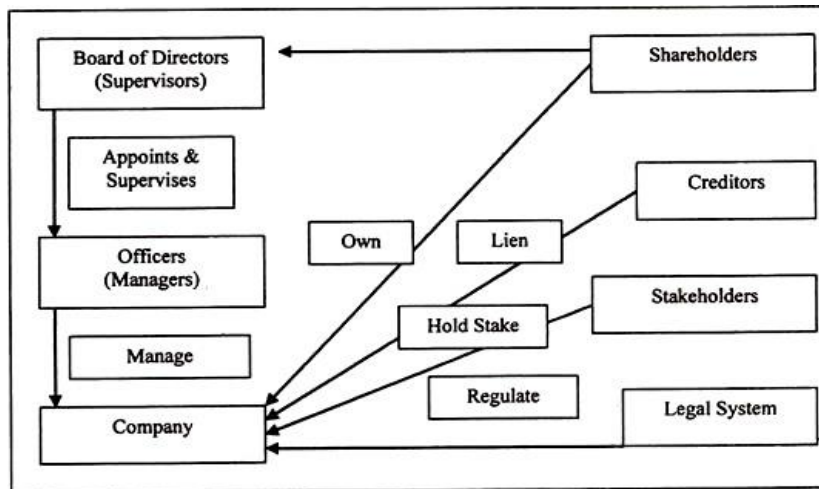 Board of Directors
(Supervisors)
Shareholders
Appoints &
Supervises
Creditors
Own
Lien
Officers
(Managers)
Stakeholders
Hold Stake
Manage
Regulate
Legal System
Company